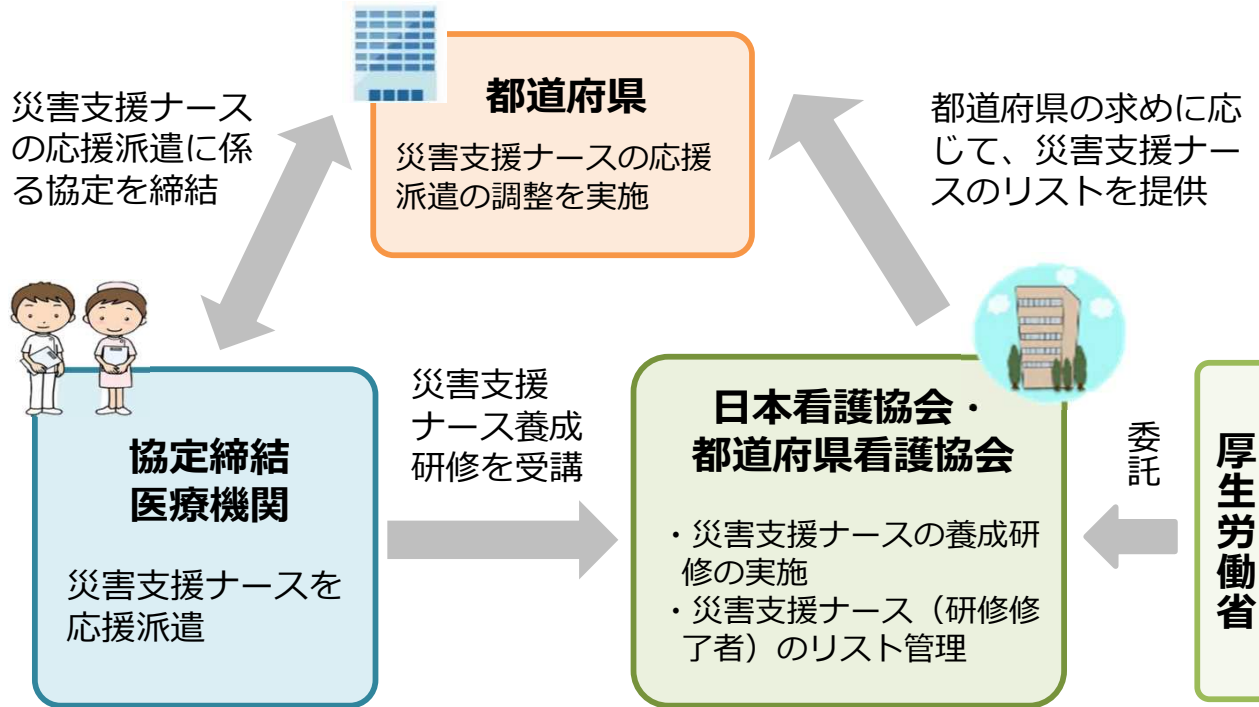 都道府県
災害支援ナースの応援
派遣の調整を実施
災害支援ナース
の応援派遣に係
る協定を締結
都道府県の求めに応
じて、災害支援ナー
スのリストを提供
協定締結
医療機関
災害支援ナースを
応援派遣
災害支援
ナース養成
研修を受講
日本看護協会・
都道府県看護協会
・災害支援ナースの養成研
修の実施
・災害支援ナース（研修修
了者）のリスト管理
委託
厚生労働省